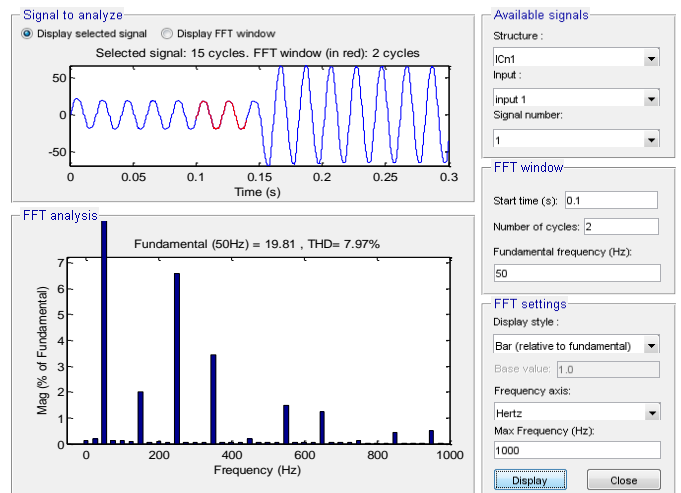 Signal to analyze
Display selected signal
Display FFT window
Selected signal: 15 cycles. FFT window (in red): 2 cycles
50
0
-50
0
0.05
0.1
0.15
0.2
0.25
0.3
Time (s)
FFT analysis
Fundamental (50Hz) = 19.81 , THD= 7.97%
7
6
5
4
3
2
1
0
Mag (% of Fundamental)
0
200
400
600
800
1000
Frequency (Hz)
Available signals
Structure :
ICn1
Input :
input 1
Signal number:
1
FFT window
Start time (s): 0.1
Number of cycles: 2
Fundamental frequency (Hz):
50
FFT settings
Display style :
Bar (relative to fundamental)
Base value: 1.0
Frequency axis:
Hertz
Max Frequency (Hz):
1000
Display
Close